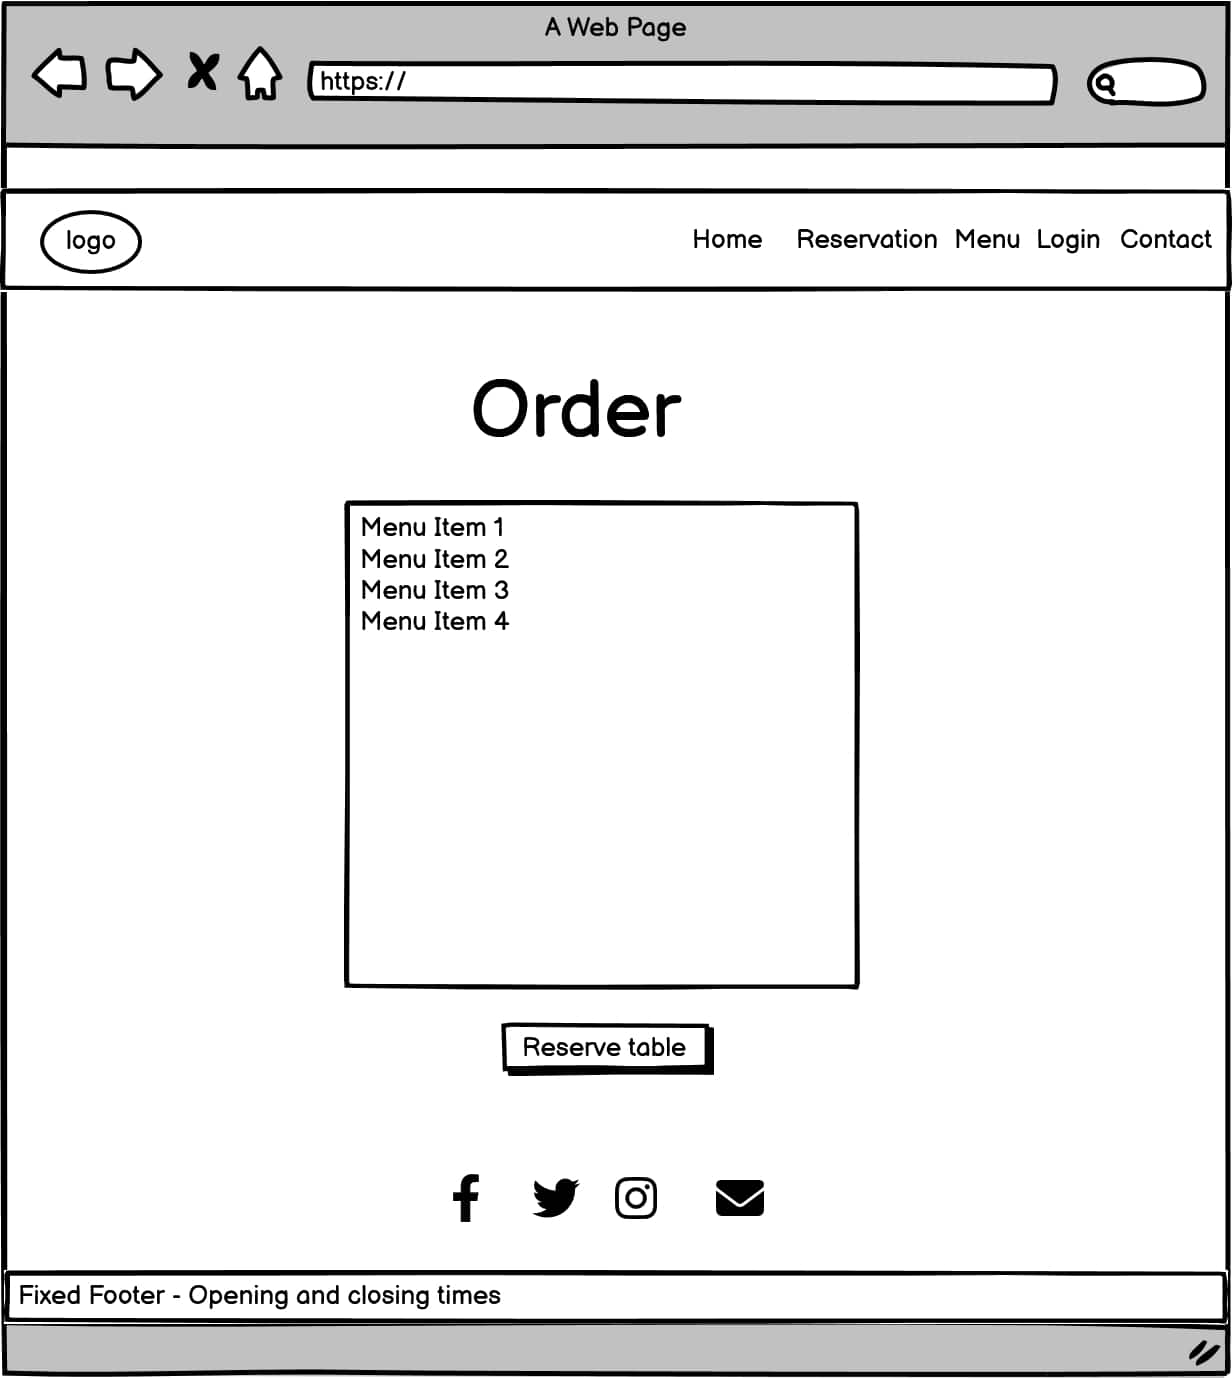 A Web Page
https://
logo
Home Reservation Menu Login Contact
Order
Menu Item 1
Menu Item 2
Menu Item 3
Menu Item 4
Reserve table
Fixed Footer - Opening and closing times